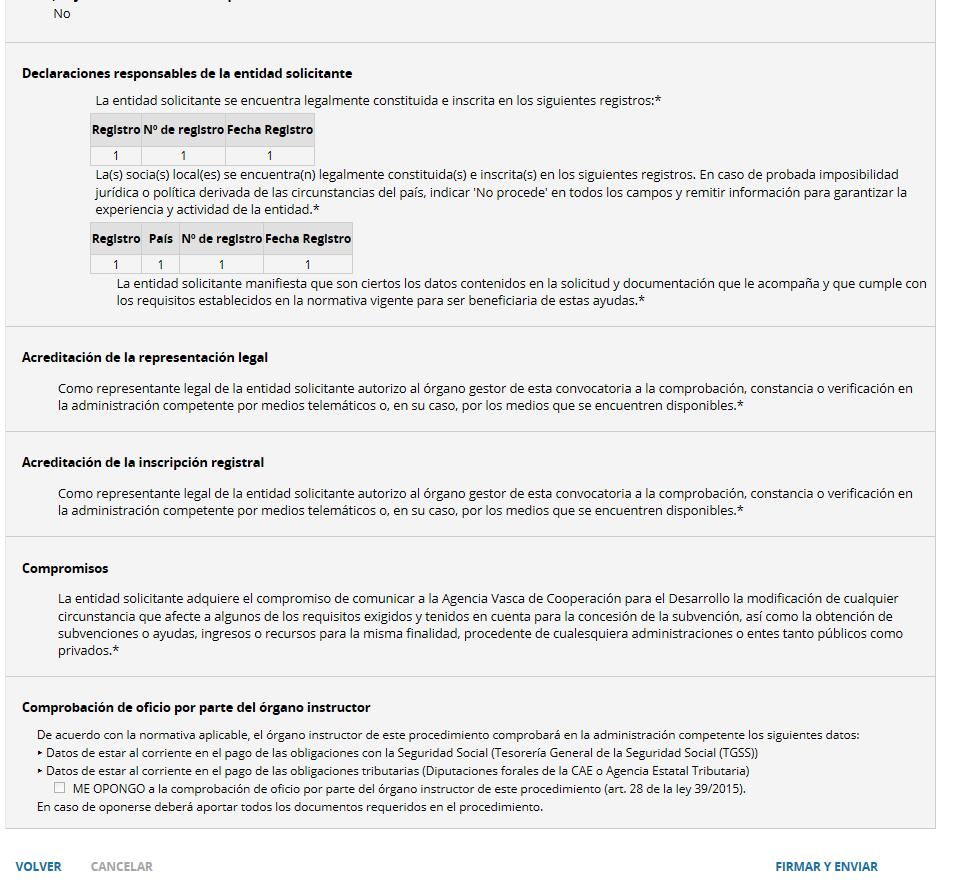 No
Declaraciones responsables de la entidad solicitante
La entidad solicitante se encuentra legalmente constituida e inscrita en los siguientes registros:*
Registro Nº de registro Fecha Registro
1 1 1
La(s) socia(s) local(es) se encuentra(n) legalmente constituida(s) e inscrita(s) en los siguientes registros. En caso de probada imposibilidad
jurídica o política derivada de las circunstancias del país, indicar 'No procede' en todos los campos y remitir información para garantizar la
experiencia y actividad de la entidad.*
Registro País Nº de registro Fecha Registro
1 1 1 1
La entidad solicitante manifiesta que son ciertos los datos contenidos en la solicitud y documentación que le acompaña y que cumple con
los requisitos establecidos en la normativa vigente para ser beneficiaria de estas ayudas.*
Acreditación de la representación legal
Como representante legal de la entidad solicitante autorizo al órgano gestor de esta convocatoria a la comprobación, constancia o verificación en
la administración competente por medios telemáticos o, en su caso, por los medios que se encuentren disponibles.*
Acreditación de la inscripción registral
Como representante legal de la entidad solicitante autorizo al órgano gestor de esta convocatoria a la comprobación, constancia o verificación en
la administración competente por medios telemáticos o, en su caso, por los medios que se encuentren disponibles.*
Compromisos
La entidad solicitante adquiere el compromiso de comunicar a la Agencia Vasca de Cooperación para el Desarrollo la modificación de cualquier
circunstancia que afecte a algunos de los requisitos exigidos y tenidos en cuenta para la concesión de la subvención, así como la obtención de
subvenciones o ayudas, ingresos o recursos para la misma finalidad, procedente de cualesquiera administraciones o entes tanto públicos como
privados.*
Comprobación de oficio por parte del órgano instructor
De acuerdo con la normativa aplicable, el órgano instructor de este procedimiento comprobará en la administración competente los siguientes datos:
‣ Datos de estar al corriente en el pago de las obligaciones con la Seguridad Social (Tesorería General de la Seguridad Social (TGSS))
‣ Datos de estar al corriente en el pago de las obligaciones tributarias (Diputaciones forales de la CAE o Agencia Estatal Tributaria)
ME OPONGO a la comprobación de oficio por parte del órgano instructor de este procedimiento (art. 28 de la ley 39/2015).
En caso de oponerse deberá aportar todos los documentos requeridos en el procedimiento.
VOLVER CANCELAR FIRMAR Y ENVIAR